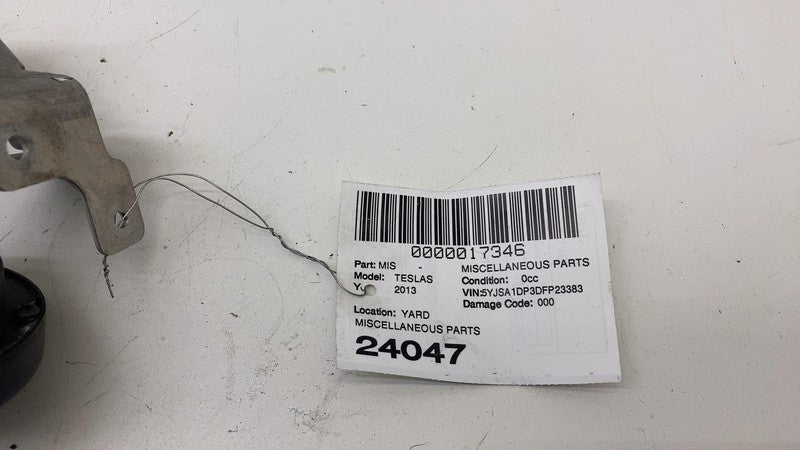 0000017346
Part: MIS - MISCELLANEOUS PARTS
Model: TESLAS Condition: 0cc
Y 2013 VIN:5YJSA1DP3DFP23383
Damage Code: 000
Location: YARD
MISCELLANEOUS PARTS
24047